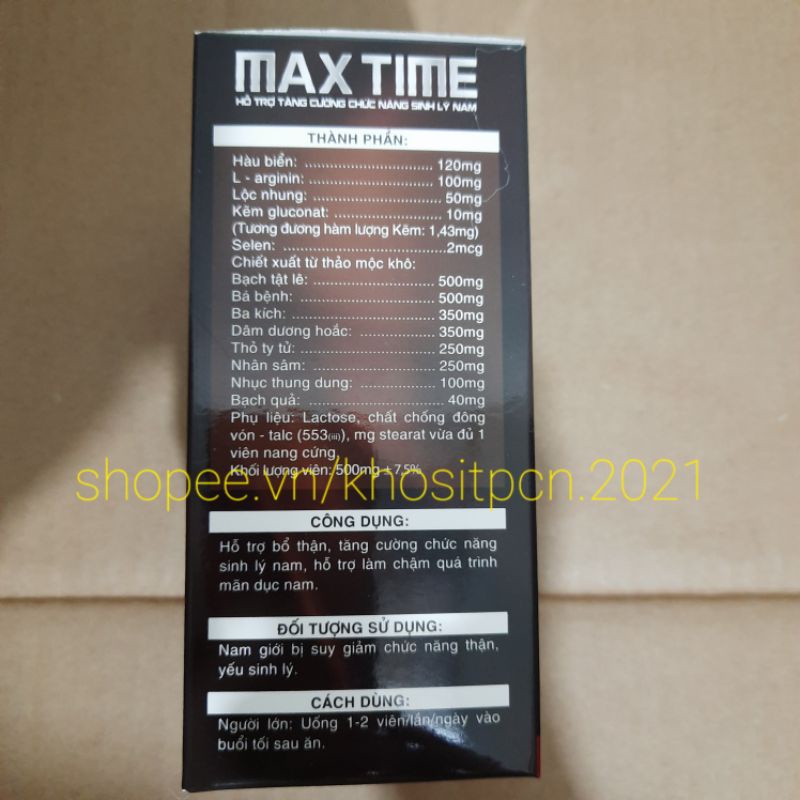 MAX TIME
HỖ TRỢ TĂNG CƯỜNG CHỨC NĂNG SINH LÝ NAM
THÀNH PHẦN:
Hàu biển: ................................ 120mg
L - arginin: ............................... 100mg
Lộc nhung: ................................ 50mg
Kẽm gluconat: .......................... 10mg
(Tương đương hàm lượng Kẽm: 1,43mg)
Selen: ........................................2mcg
Chiết xuất từ thảo mộc khô:
Bạch tật lê: ............................... 500mg
Bá bệnh: ................................... 500mg
Ba kích: .................................... 350mg
Dâm dương hoắc: .................... 350mg
Thỏ ty tử: .................................. 250mg
Nhân sâm: ................................ 250mg
Nhục thung dung: ................... 100mg
Bạch quả: ................................. 40mg
Phụ liệu: Lactose, chất chống đông
vón - talc (553(iii)), mg stearat vừa đủ 1
viên nang cứng.
Khối lượng viên: 500mg ± 7,5%
shopee.vn/khositpcn.2021
CÔNG DỤNG:
Hỗ trợ bổ thận, tăng cường chức năng
sinh lý nam, hỗ trợ làm chậm quá trình
mãn dục nam.
ĐỐI TƯỢNG SỬ DỤNG:
Nam giới bị suy giảm chức năng thận,
yếu sinh lý.
CÁCH DÙNG:
Người lớn: Uống 1-2 viên/lần/ngày vào
buổi tối sau ăn.